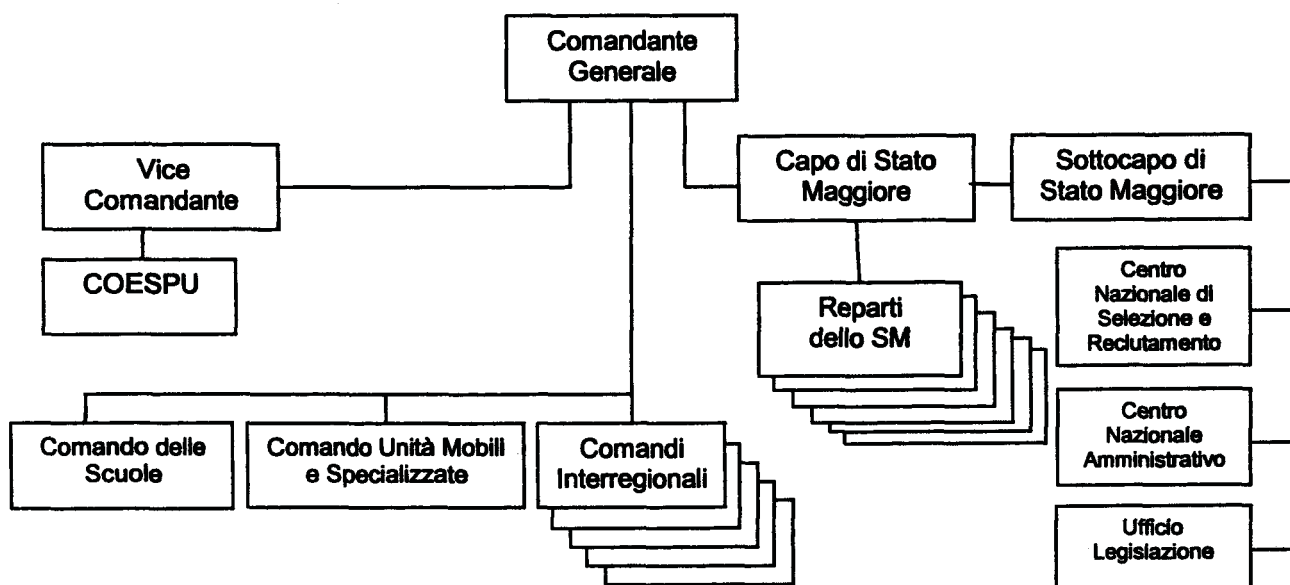 Comandante
Generale
Vice
Comandante
Capo di Stato
Maggiore
Sottocapo di
Stato Maggiore
COESPU
Centro
Nazionale di
Selezione e
Reclutamento
Reparti
dello SM
Comando delle
Scuole
Comando Unità Mobili
e Specializzate
Comandi
Interregionali
Centro
Nazionale
Amministrativo
Ufficio
Legislazione